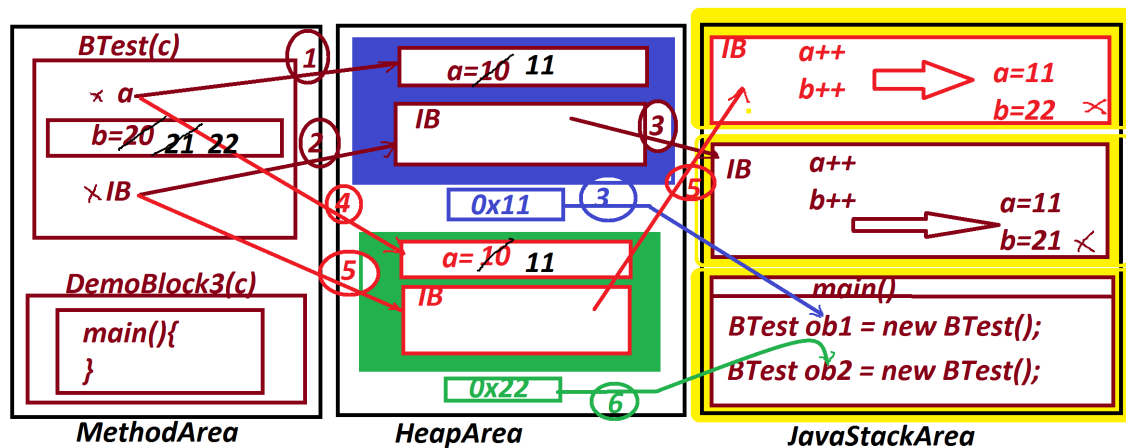 BTest(c)
a
b=20 21 22
IB
DemoBlock3(c)
main(){
}
MethodArea
1
2
4
5
a=10 11
IB
3
0x11
3
5
a= 10 11
IB
0x22
6
HeapArea
IB
a++
b++
a=11
b=22
IB
a++
b++
a=11
b=21
main()
BTest ob1 = new BTest();
BTest ob2 = new BTest();
JavaStackArea